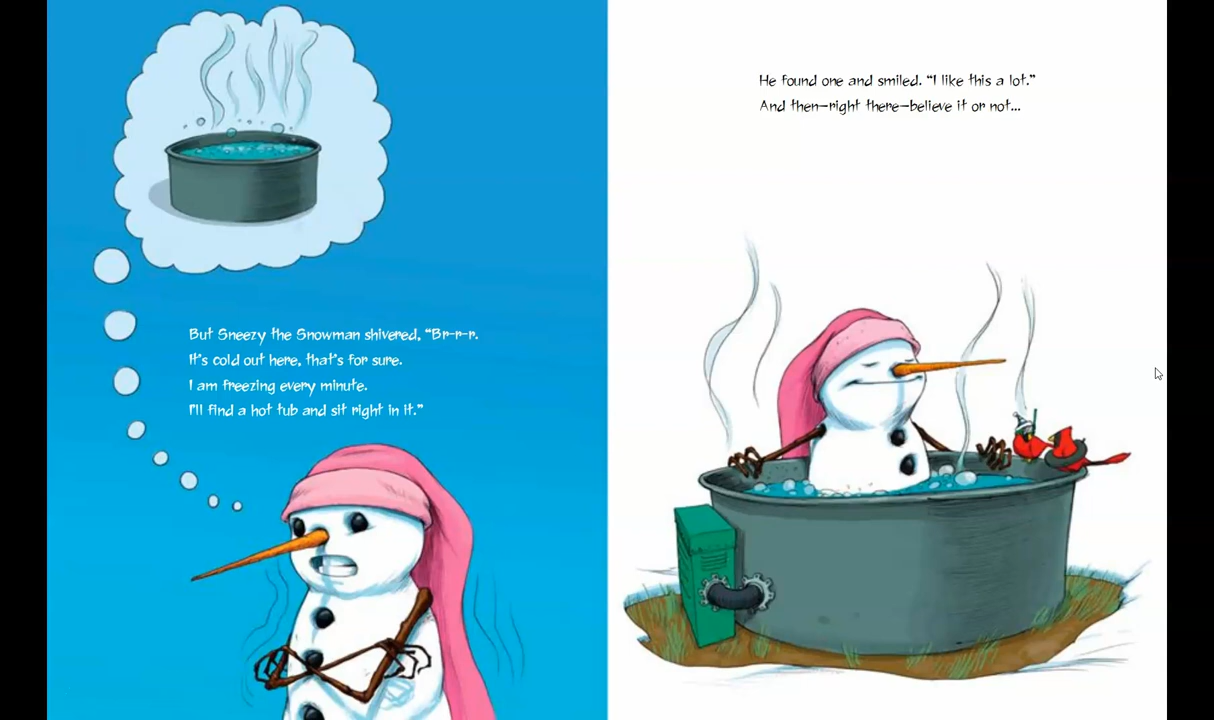 But Sneezy the Snowman shivered, “Br-r-r.
It's cold out here, that's for sure.
I am freezing every minute.
I'll find a hot tub and sit right in it.”
He found one and smiled. “I like this a lot.”
And then—right there—believe it or not...